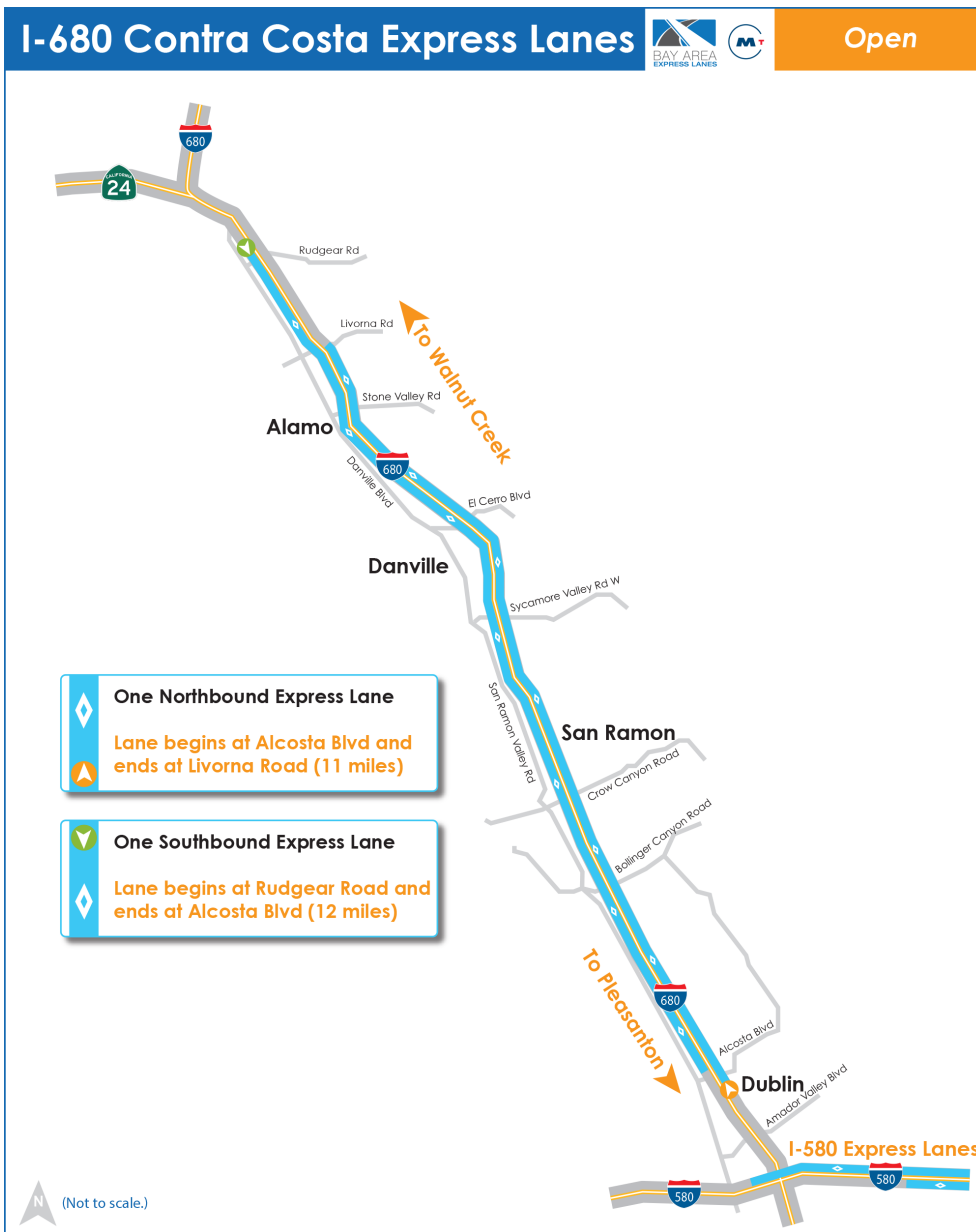 I-680 Contra Costa Express Lanes
BAY AREA
EXPRESS LANES
M T
Open
680
CALIFORNIA
24
Rudgear Rd
Livorna Rd
To Walnut Creek
Stone Valley Rd
Alamo
680
Danville Blvd
El Cerro Blvd
Danville
Sycamore Valley Rd W
One Northbound Express Lane
Lane begins at Alcosta Blvd and
ends at Livorna Road (11 miles)
San Ramon Valley Rd
San Ramon
Crow Canyon Road
One Southbound Express Lane
Lane begins at Rudgear Road and
ends at Alcosta Blvd (12 miles)
Bollinger Canyon Road
To Pleasanton
680
Alcosta Blvd
Dublin
Amador Valley Blvd
I-580 Express Lanes
580
580
N
(Not to scale.)